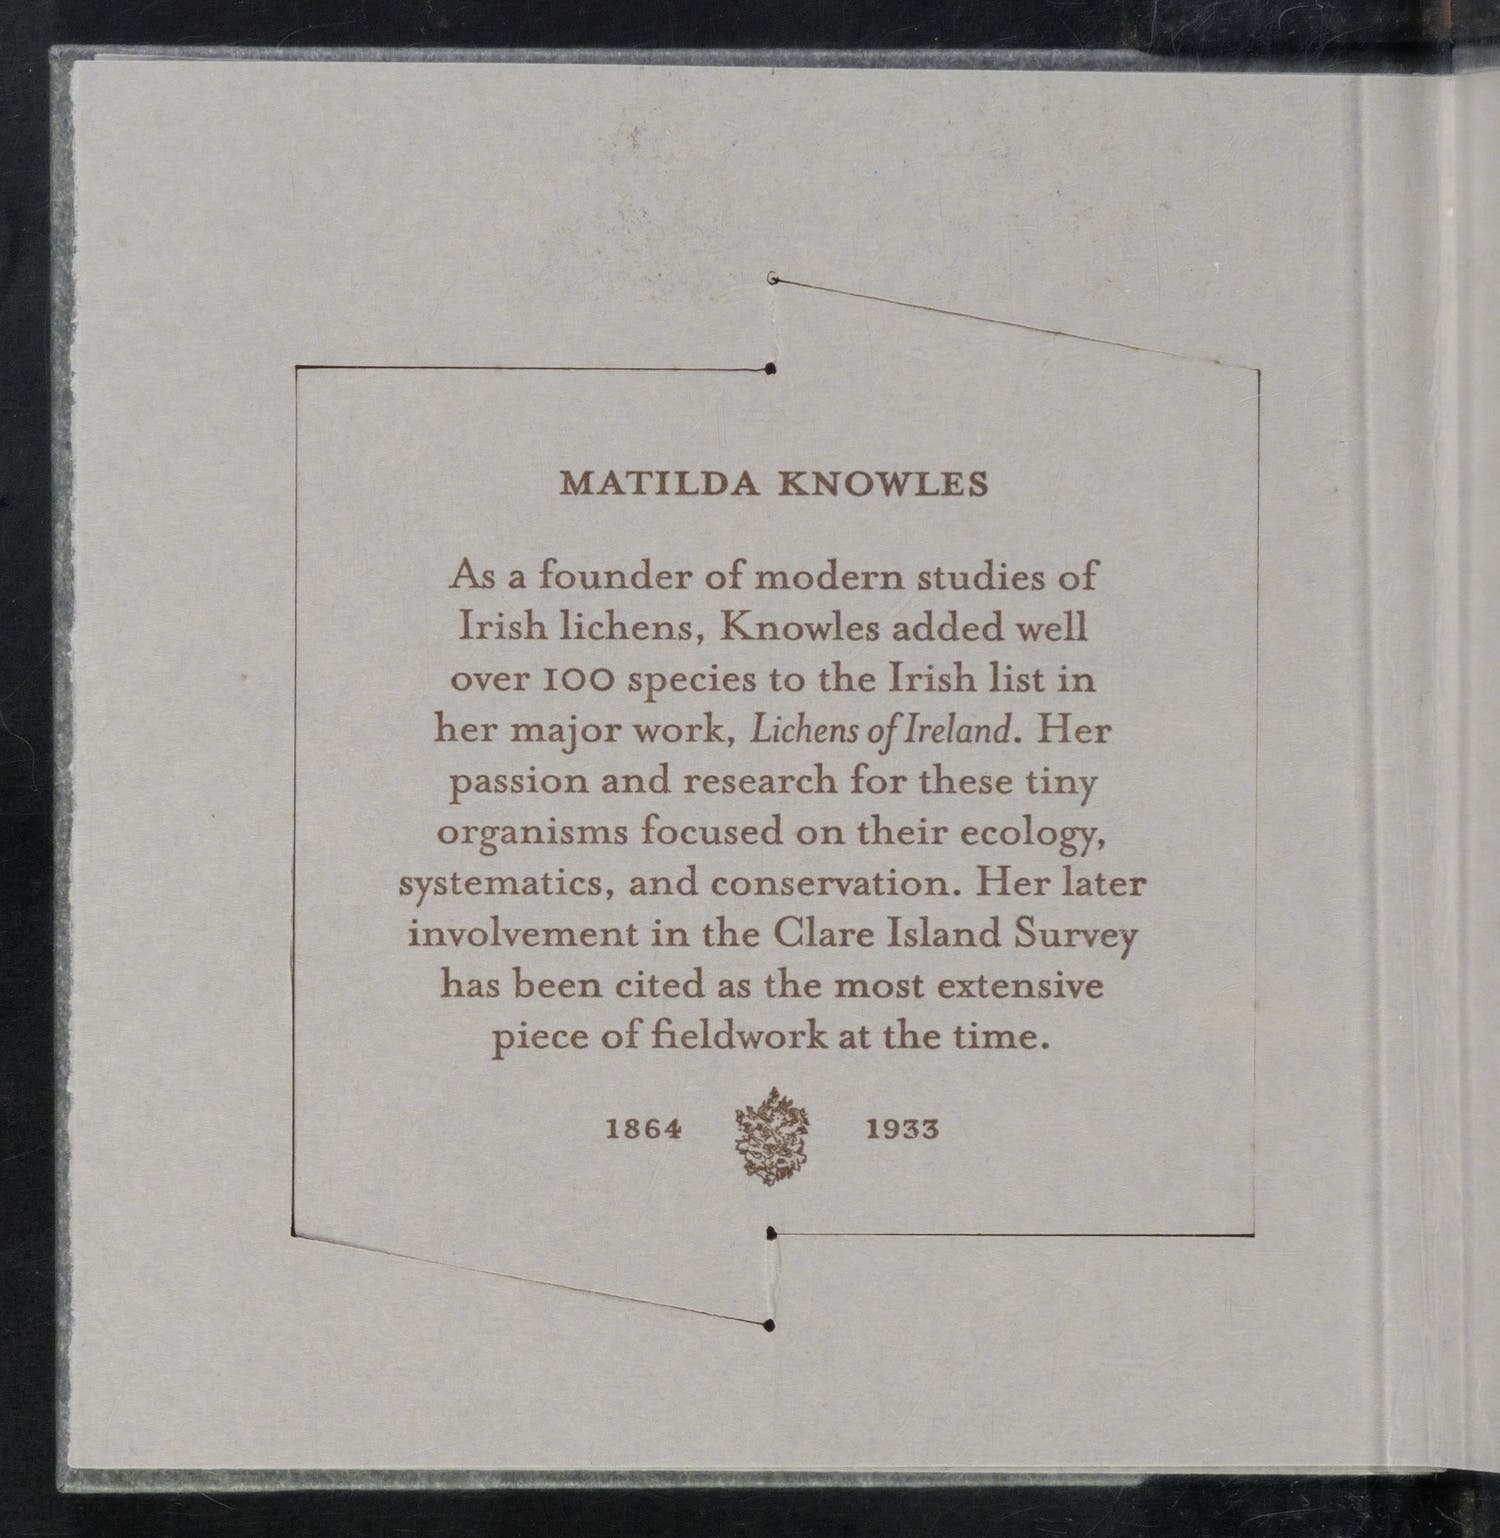 MATILDA KNOWLES
As a founder of modern studies of
Irish lichens, Knowles added well
over 100 species to the Irish list in
her major work, Lichens of Ireland. Her
passion and research for these tiny
organisms focused on their ecology,
systematics, and conservation. Her later
involvement in the Clare Island Survey
has been cited as the most extensive
piece of fieldwork at the time.
1864 1933